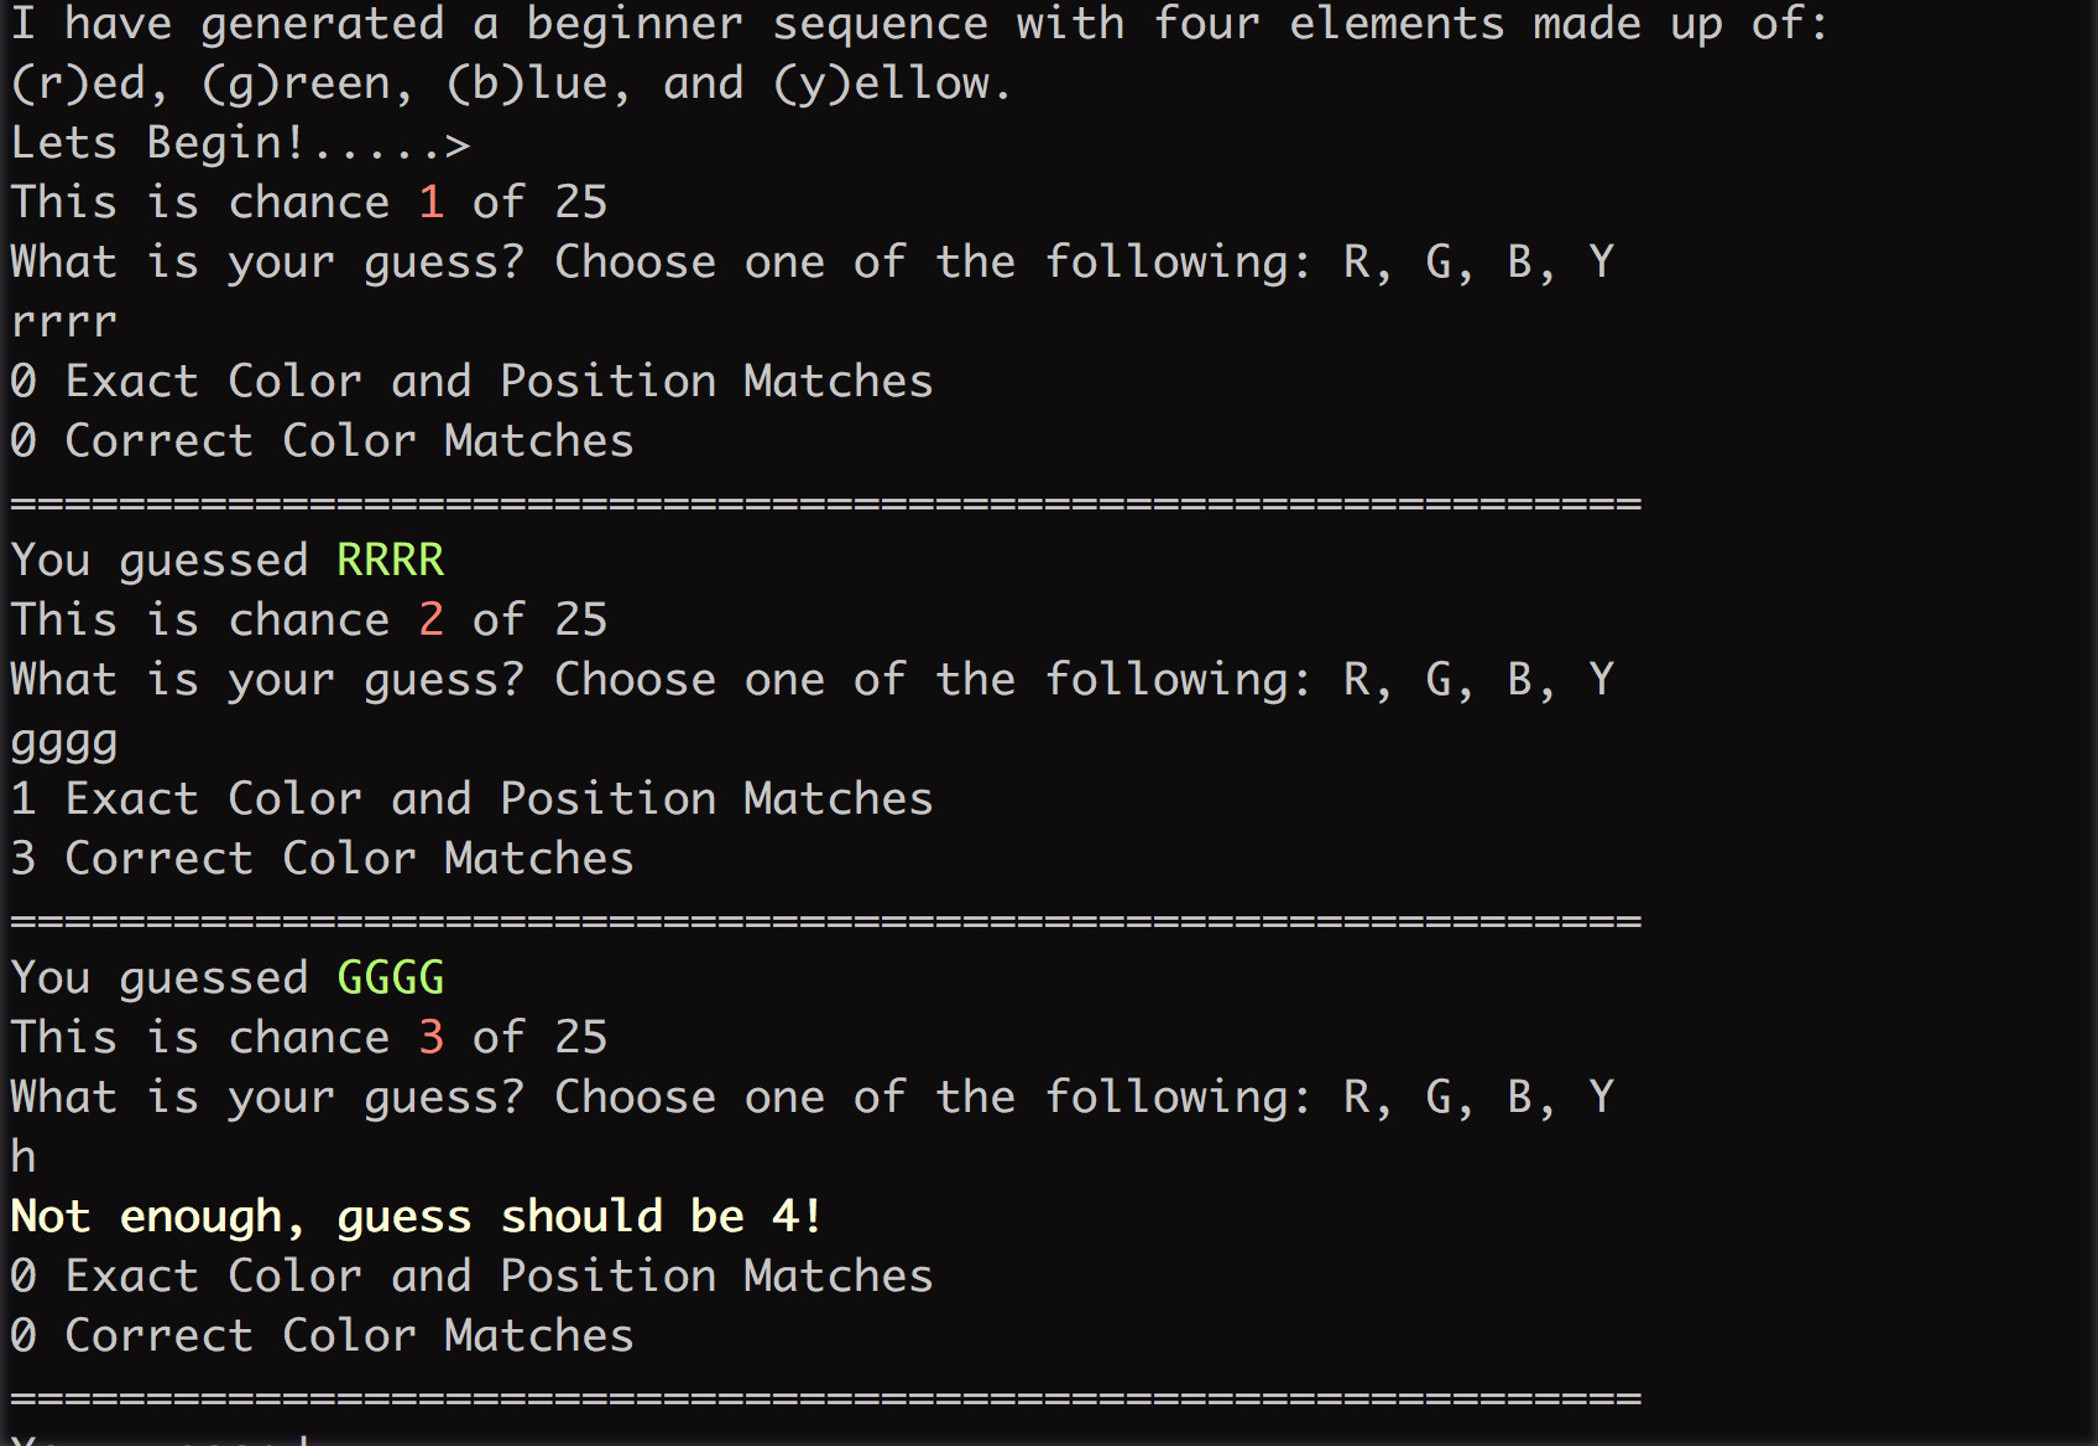 I have generated a beginner sequence with four elements made up of:
(r)ed, (g)reen, (b)lue, and (y)ellow.
Lets Begin!.....>
This is chance 1 of 25
What is your guess? Choose one of the following: R, G, B, Y
rrrr
0 Exact Color and Position Matches
0 Correct Color Matches
============================================================
You guessed RRRR
This is chance 2 of 25
What is your guess? Choose one of the following: R, G, B, Y
gggg
1 Exact Color and Position Matches
3 Correct Color Matches
============================================================
You guessed GGGG
This is chance 3 of 25
What is your guess? Choose one of the following: R, G, B, Y
h
Not enough, guess should be 4!
0 Exact Color and Position Matches
0 Correct Color Matches
============================================================